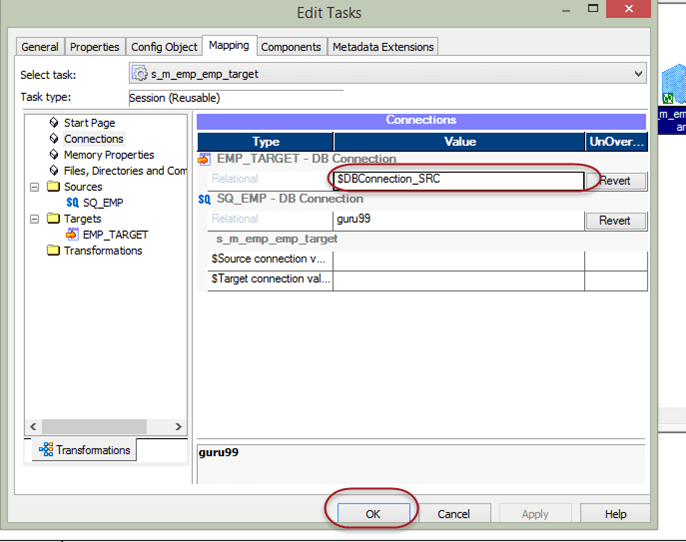 Edit Tasks
General Properties Config Object Mapping Components Metadata Extensions
Select task: s_m_emp_emp_target
Task type: Session (Reusable)
Start Page
Connections
Memory Properties
Files, Directories and Com
Sources
SQ SQ_EMP
Targets
EMP_TARGET
Transformations
Transformations
Connections
Type Value UnOver...
EMP_TARGET - DB Connection
Relational $DBConnection_SRC Revert
SQ SQ_EMP - DB Connection
Relational guru99 Revert
s_m_emp_emp_target
$Source connection v...
$Target connection val...
guru99
OK Cancel Apply Help
_m_em
ar